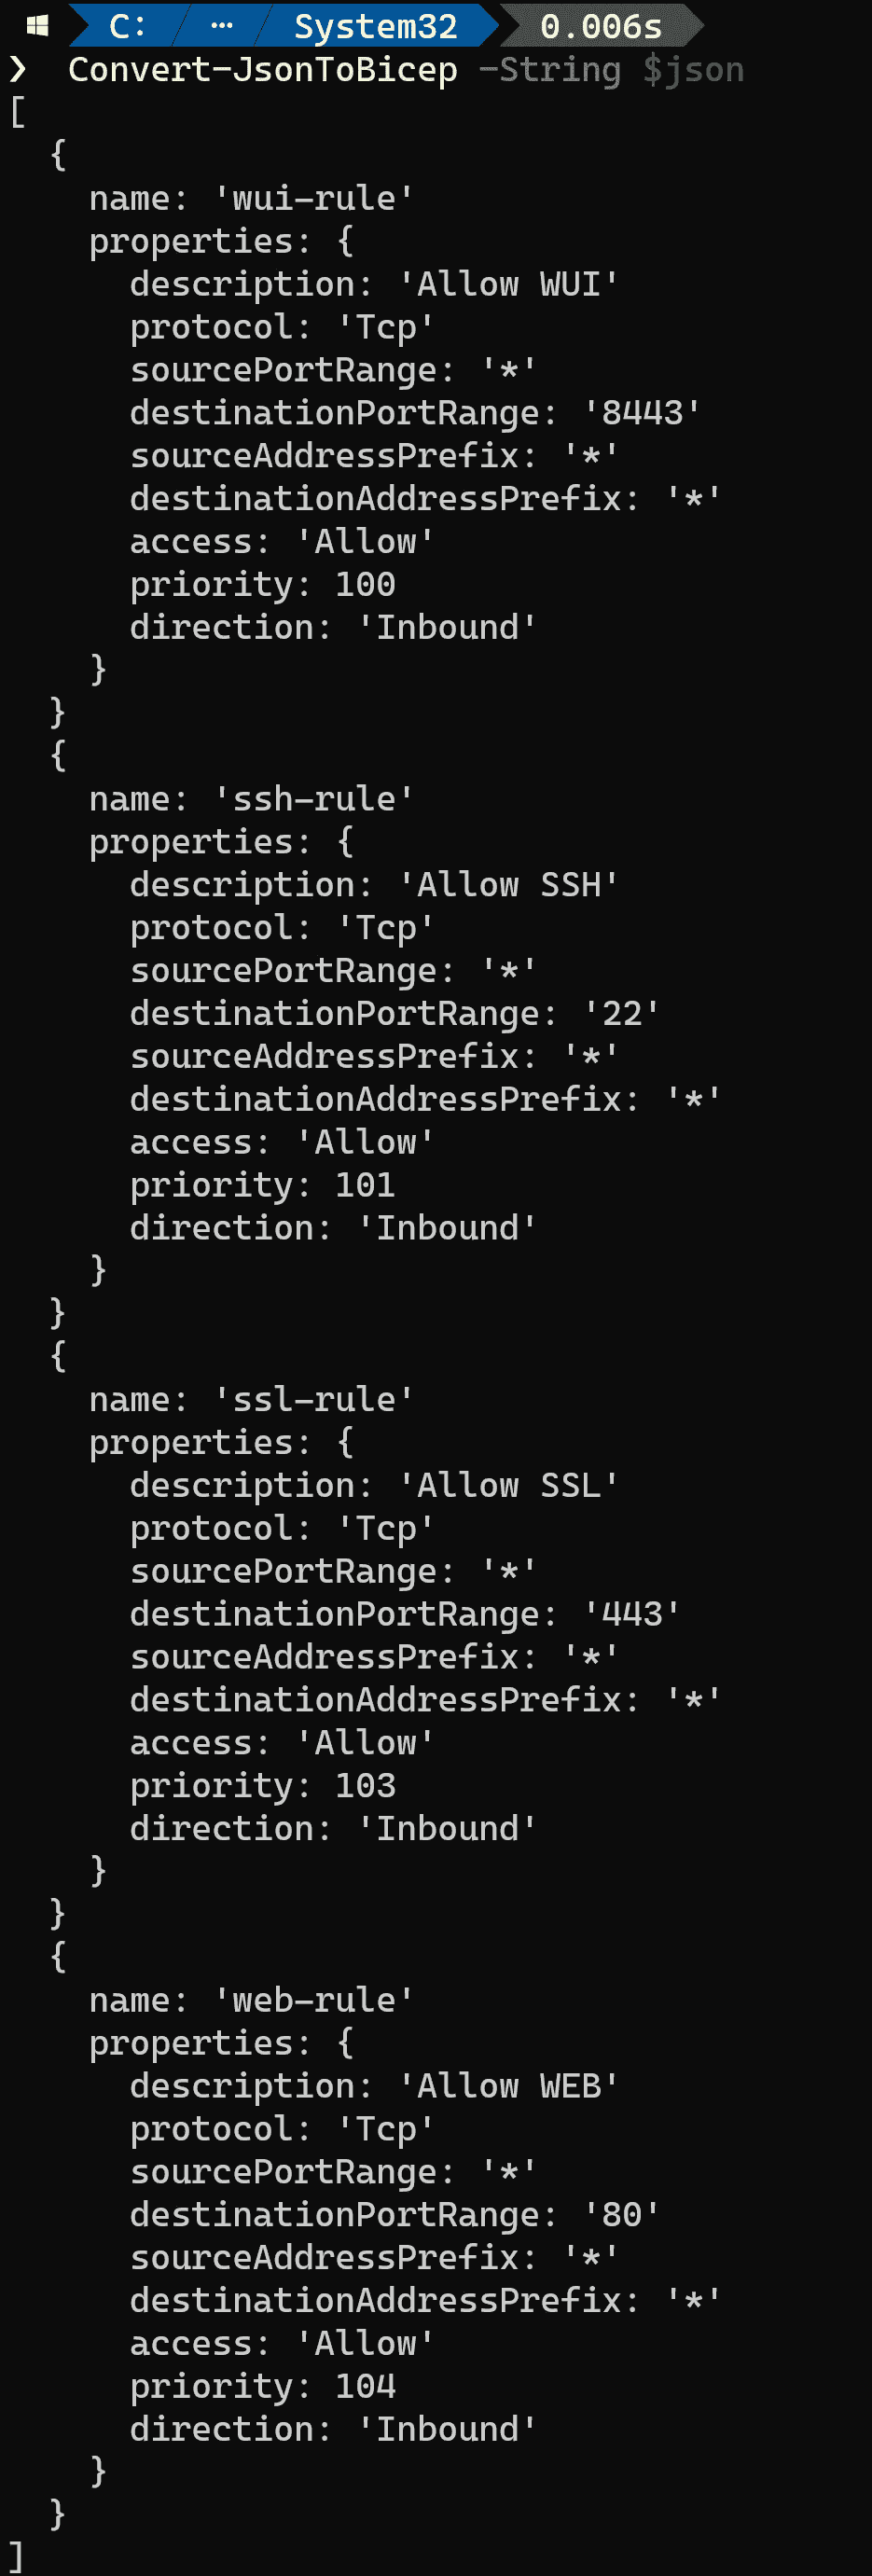 C: ··· System32 0.006s
❯ Convert-JsonToBicep -String $json
[
  {
    name: 'wui-rule'
    properties: {
      description: 'Allow WUI'
      protocol: 'Tcp'
      sourcePortRange: '*'
      destinationPortRange: '8443'
      sourceAddressPrefix: '*'
      destinationAddressPrefix: '*'
      access: 'Allow'
      priority: 100
      direction: 'Inbound'
    }
  }
  {
    name: 'ssh-rule'
    properties: {
      description: 'Allow SSH'
      protocol: 'Tcp'
      sourcePortRange: '*'
      destinationPortRange: '22'
      sourceAddressPrefix: '*'
      destinationAddressPrefix: '*'
      access: 'Allow'
      priority: 101
      direction: 'Inbound'
    }
  }
  {
    name: 'ssl-rule'
    properties: {
      description: 'Allow SSL'
      protocol: 'Tcp'
      sourcePortRange: '*'
      destinationPortRange: '443'
      sourceAddressPrefix: '*'
      destinationAddressPrefix: '*'
      access: 'Allow'
      priority: 103
      direction: 'Inbound'
    }
  }
  {
    name: 'web-rule'
    properties: {
      description: 'Allow WEB'
      protocol: 'Tcp'
      sourcePortRange: '*'
      destinationPortRange: '80'
      sourceAddressPrefix: '*'
      destinationAddressPrefix: '*'
      access: 'Allow'
      priority: 104
      direction: 'Inbound'
    }
  }
]